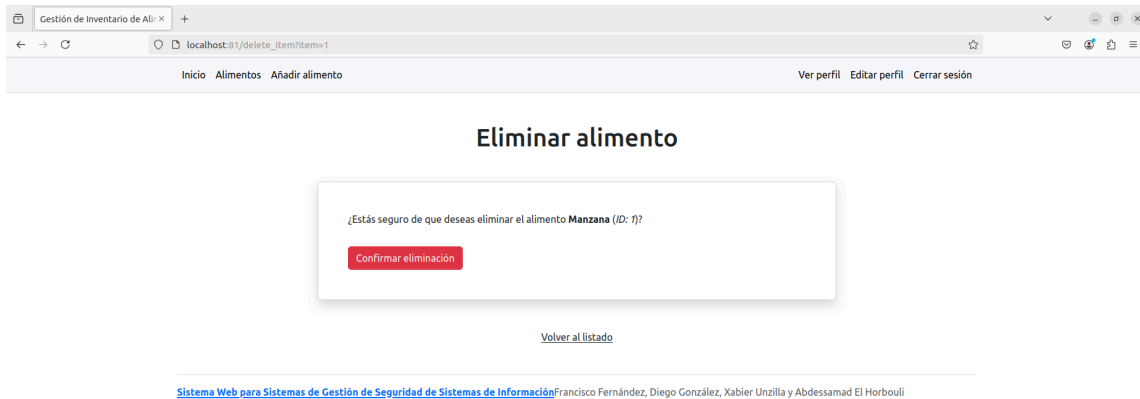 Gestión de Inventario de Alim
localhost:81/delete_item?item=1
Inicio Alimentos Añadir alimento Ver perfil Editar perfil Cerrar sesión
Eliminar alimento
¿Estás seguro de que deseas eliminar el alimento Manzana (ID: 1)?
Confirmar eliminación
Volver al listado
Sistema Web para Sistemas de Gestión de Seguridad de Sistemas de InformaciónFrancisco Fernández, Diego González, Xabier Unzilla y Abdessamad El Horbouli